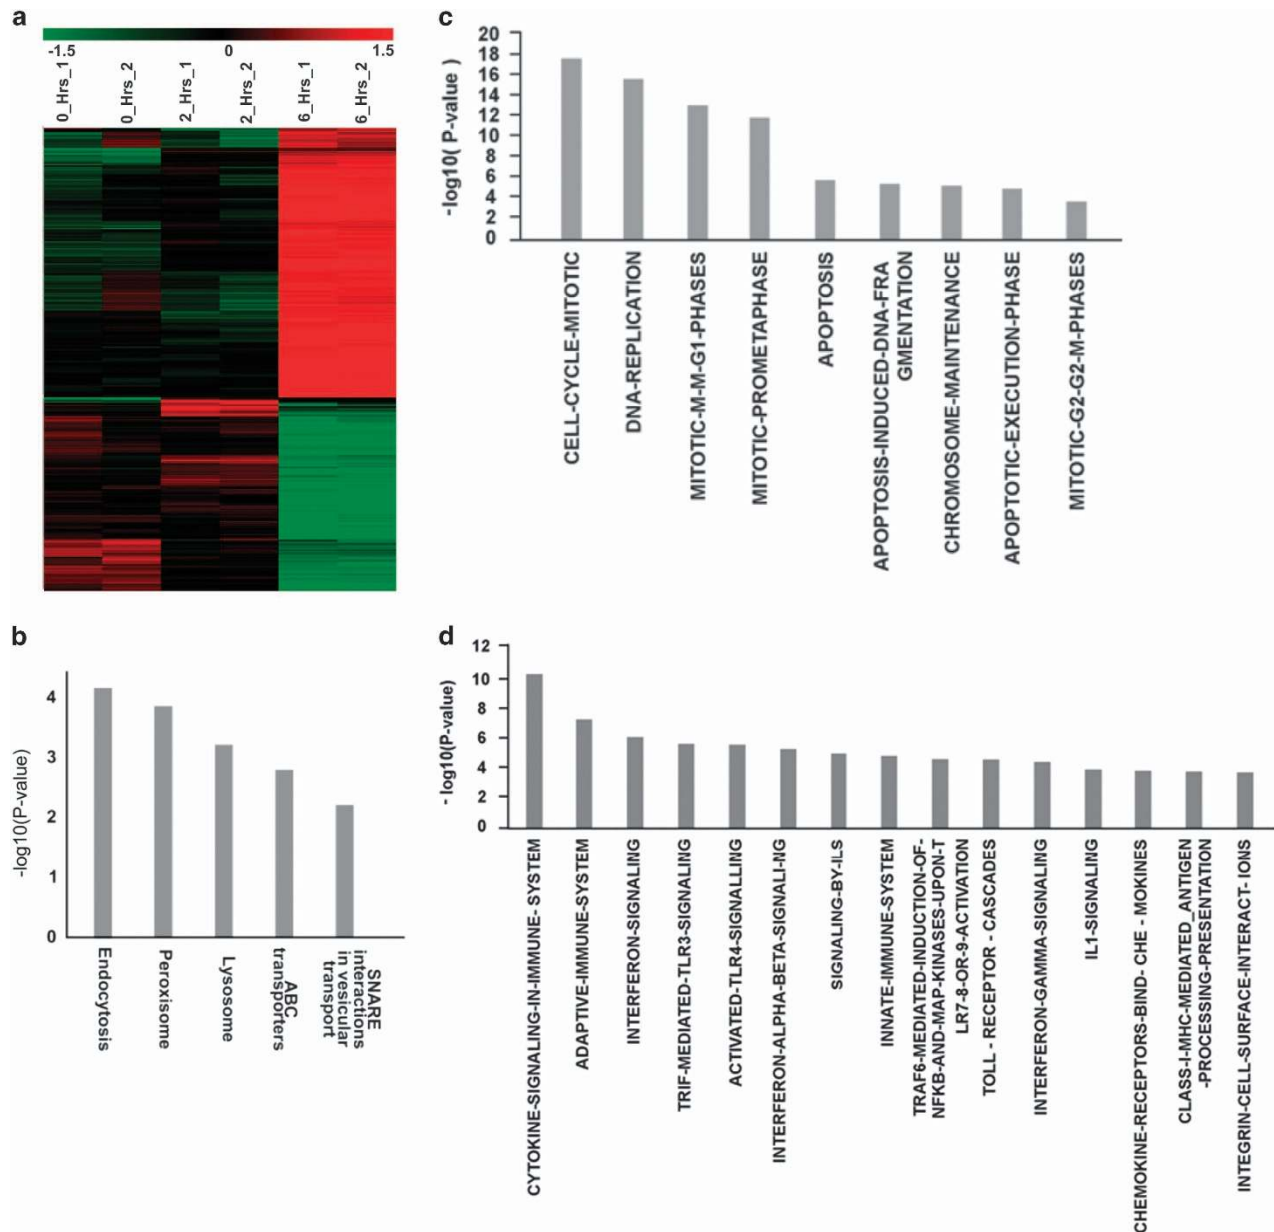 a
-1.5 0 1.5
0_Hrs_1
0_Hrs_2
2_Hrs_1
2_Hrs_2
6_Hrs_1
6_Hrs_2
b
-log10(P-value)
4
3
2
1
0
Endocytosis
Peroxisome
Lysosome
ABC
transporters
SNARE
interactions
in vesicular
transport
c
-log10( P-value )
20
18
16
14
12
10
8
6
4
2
0
CELL-CYCLE-MITOTIC
DNA-REPLICATION
MITOTIC-M-M-G1-PHASES
MITOTIC-PROMETAPHASE
APOPTOSIS
APOPTOSIS-INDUCED-DNA-FRA
GMENTATION
CHROMOSOME-MAINTENANCE
APOPTOTIC-EXECUTION-PHASE
MITOTIC-G2-G2-M-PHASES
d
- log10(P-value)
12
10
8
6
4
2
0
CYTOKINE-SIGNALING-IN-IMMUNE- SYSTEM
ADAPTIVE-IMMUNE-SYSTEM
INTERFERON-SIGNALING
TRIF-MEDIATED-TLR3-SIGNALING
ACTIVATED-TLR4-SIGNALLING
INTERFERON-ALPHA-BETA-SIGNALI-NG
SIGNALING-BY-ILS
INNATE-IMMUNE-SYSTEM
TRAF6-MEDIATED-INDUCTION-OF-
NFKB-AND-MAP-KINASES-UPON-T
LR7-8-OR-9-ACTIVATION
TOLL - RECEPTOR - CASCADES
INTERFERON-GAMMA-SIGNALING
IL1-SIGNALING
CHEMOKINE-RECEPTORS-BIND- CHE - MOKINES
CLASS-I-MHC-MEDIATED_ANTIGEN
-PROCESSING-PRESENTATION
INTEGRIN-CELL-SURFACE-INTERACT- IONS